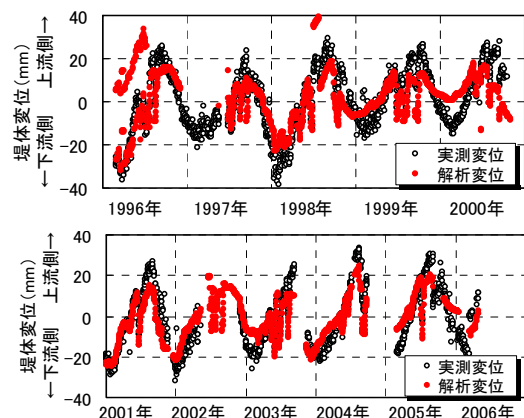 堤体変位(mm)
←下流側 上流側→
40
20
0
-20
-40
実測変位
解析変位
1996年 1997年 1998年 1999年 2000年
堤体変位(mm)
←下流側 上流側→
40
20
0
-20
-40
実測変位
解析変位
2001年 2002年 2003年 2004年 2005年 2006年